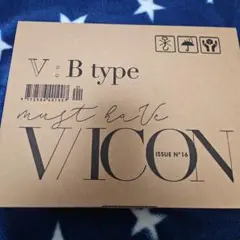 V : B type
must haVe
V/ICON
ISSUE N°16